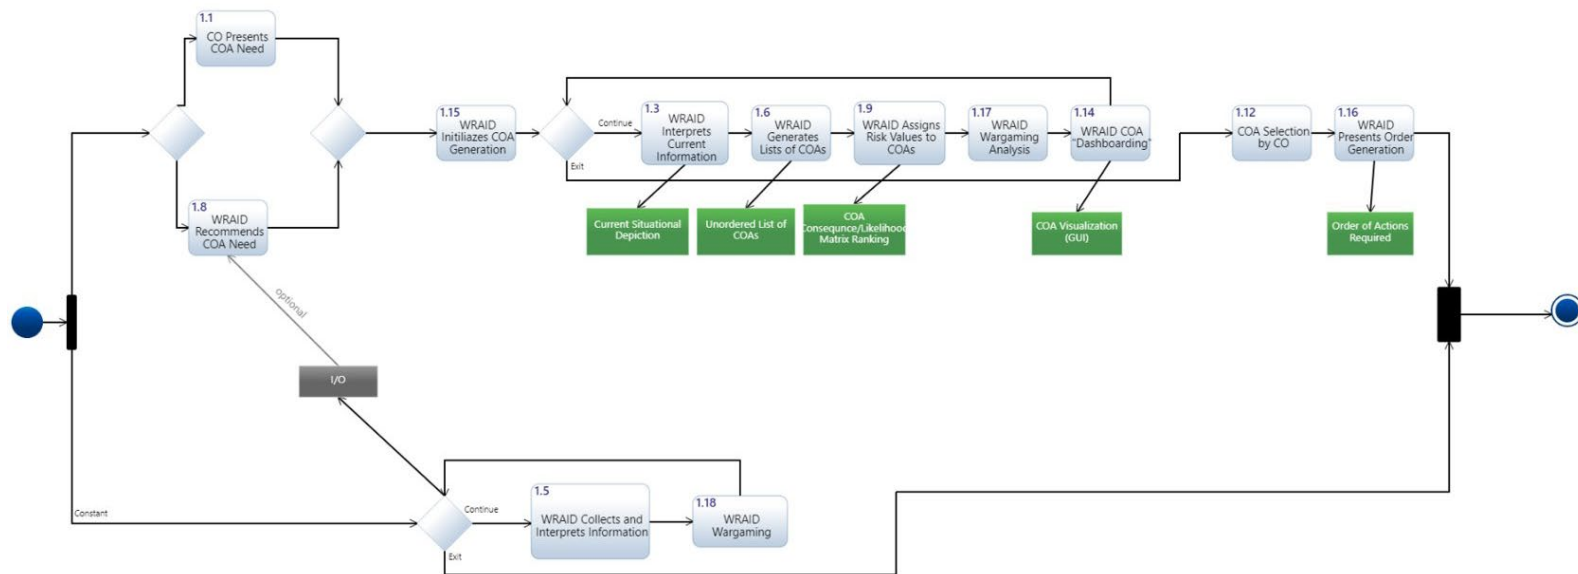 1.1
CO Presents
COA Need
1.8
WRAID
Recommends
COA Need
1.15
WRAID
Initiliazes COA
Generation
Continue
Exit
1.3
WRAID
Interprets
Current
Information
1.6
WRAID
Generates
Lists of COAs
1.9
WRAID Assigns
Risk Values to
COAs
1.17
WRAID
Wargaming
Analysis
1.14
WRAID COA
"Dashboarding"
1.12
COA Selection
by CO
1.16
WRAID
Presents Order
Generation
Current Situational
Depiction
Unordered List of
COAs
COA
Consequnce/Likelihood
Matrix Ranking
COA Visualization
(GUI)
Order of Actions
Required
optional
I/O
Constant
Continue
Exit
1.5
WRAID Collects and
Interprets Information
1.18
WRAID
Wargaming